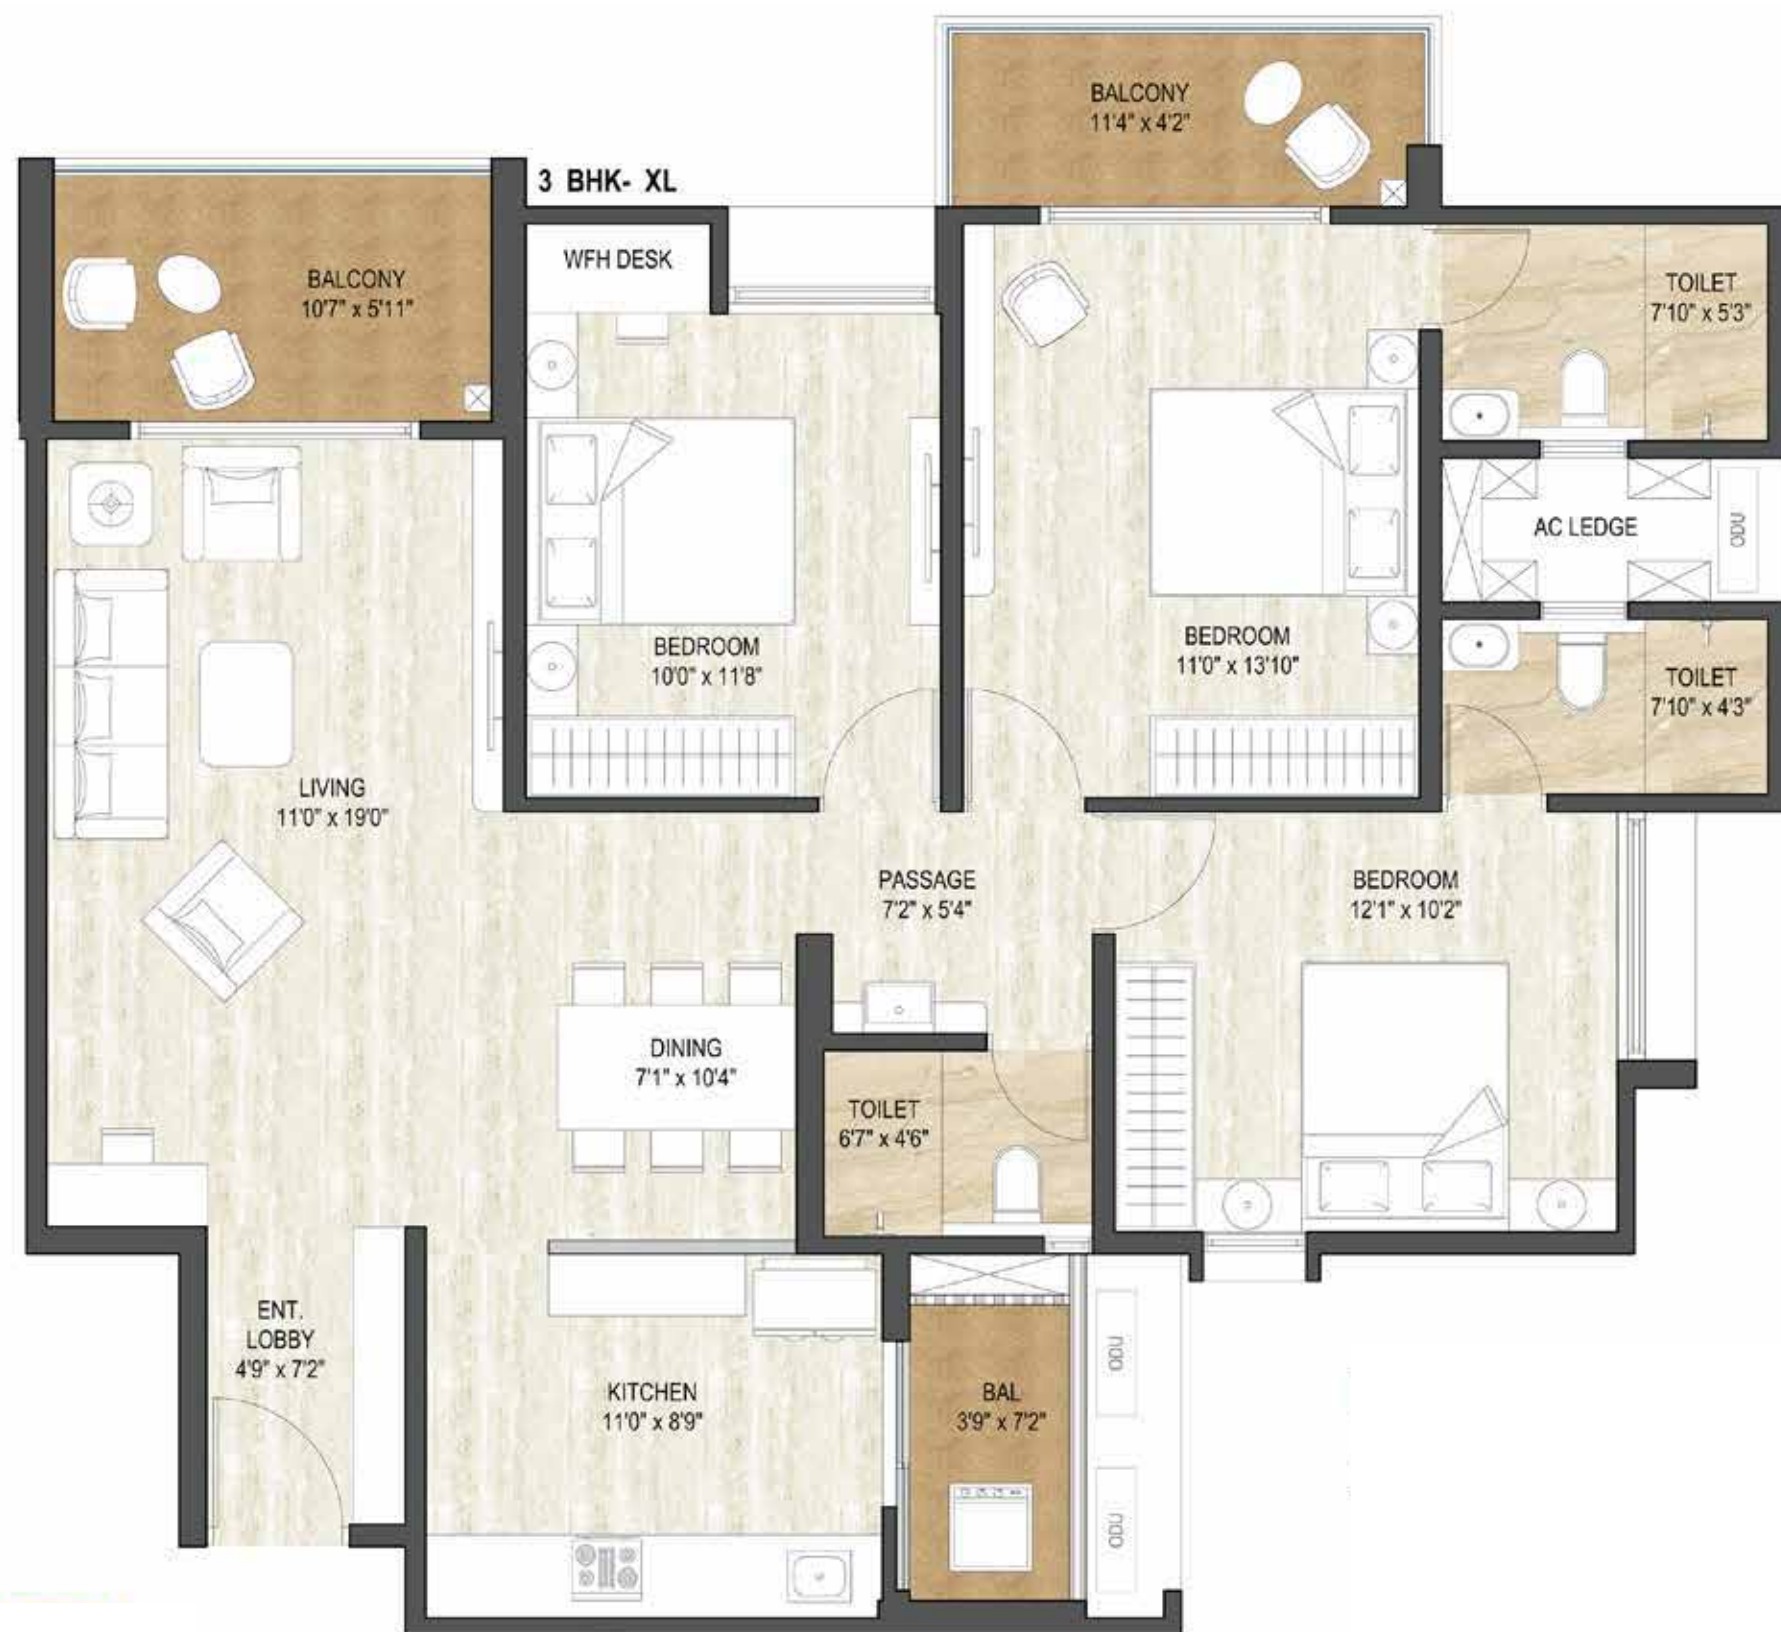 BALCONY
11'4" x 4'2"
3 BHK- XL
BALCONY
10'7" x 5'11"
WFH DESK
TOILET
7'10" x 5'3"
AC LEDGE
ODU
BEDROOM
10'0" x 11'8"
BEDROOM
11'0" x 13'10"
TOILET
7'10" x 4'3"
LIVING
11'0" x 19'0"
PASSAGE
7'2" x 5'4"
BEDROOM
12'1" x 10'2"
DINING
7'1" x 10'4"
TOILET
6'7" x 4'6"
ENT.
LOBBY
4'9" x 7'2"
KITCHEN
11'0" x 8'9"
BAL
3'9" x 7'2"
ODU
ODU